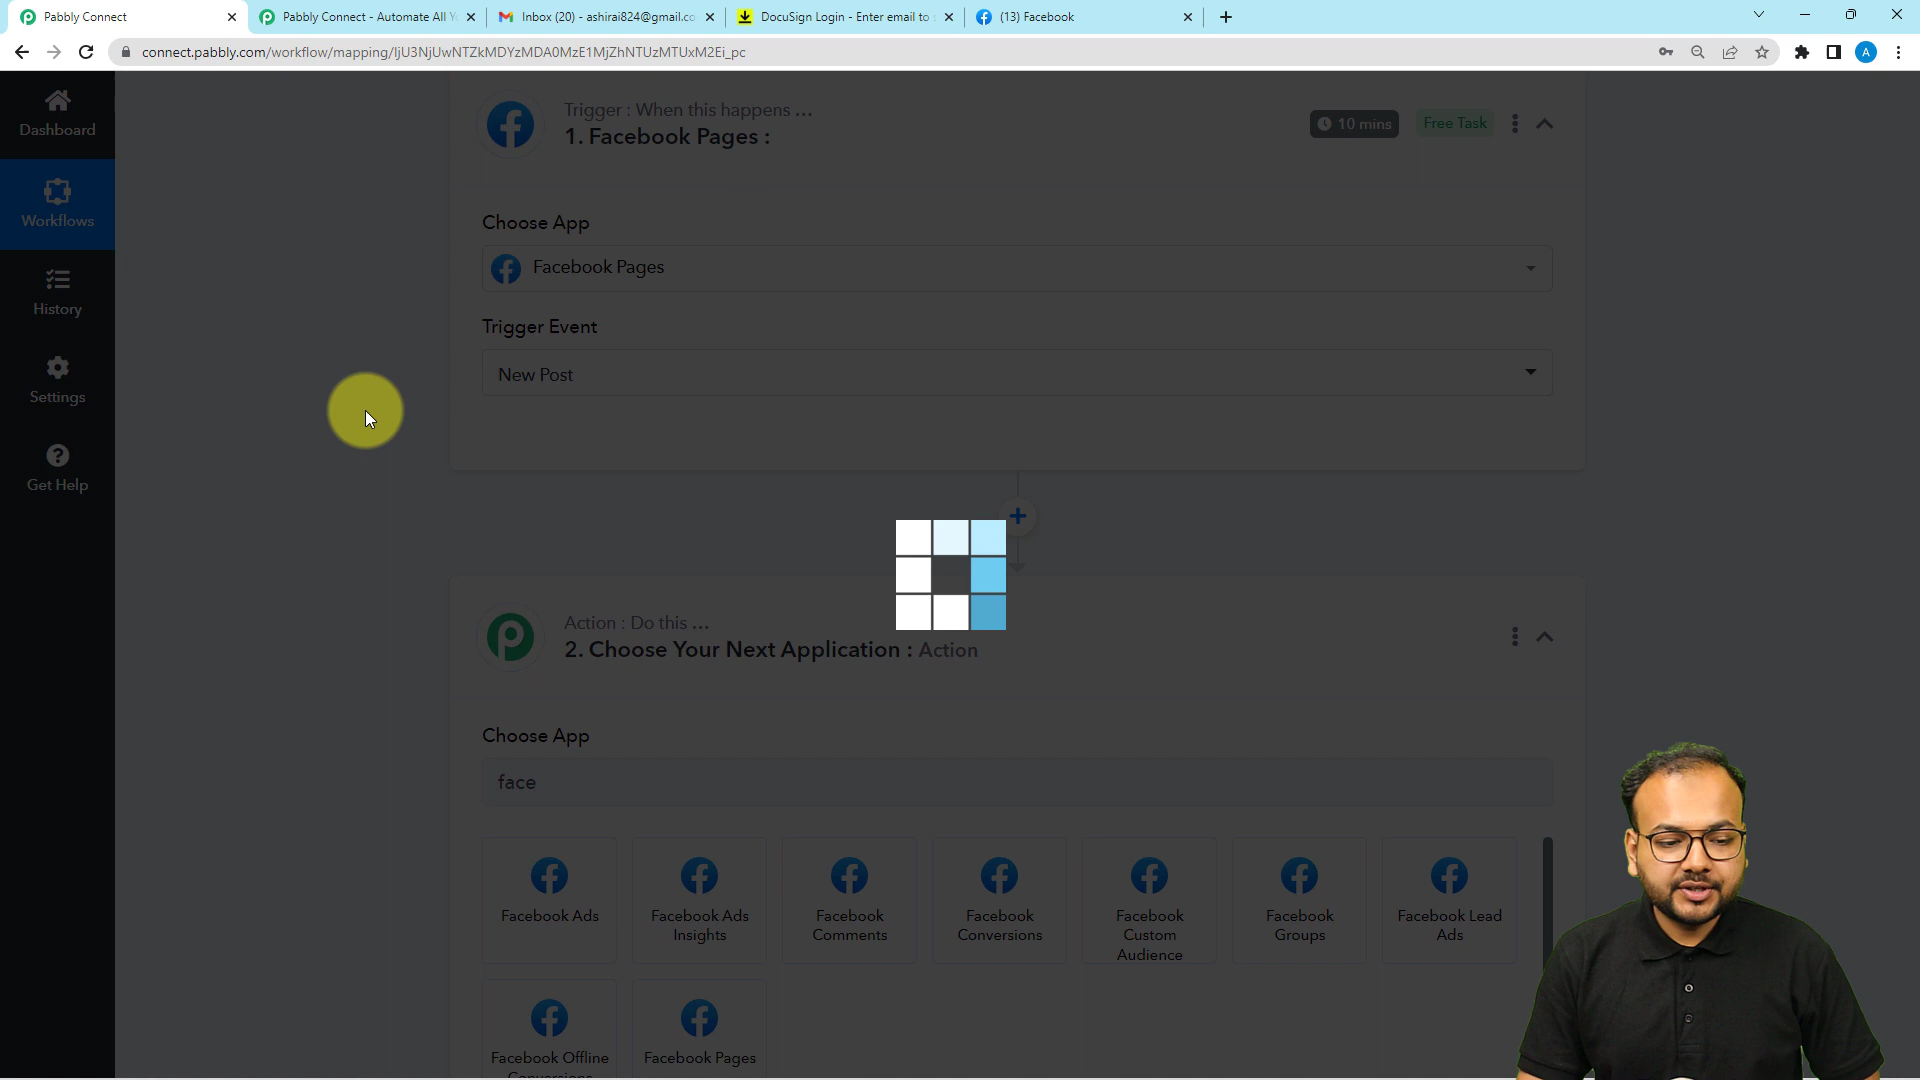 Pabbly Connect
Pabbly Connect - Automate All Y
Inbox (20) - ashirai824@gmail.co
DocuSign Login - Enter email to
(13) Facebook
connect.pabbly.com/workflow/mapping/IjU3NjUwNTZkMDYzMDA0MzE1MjZhNTUzMTUxM2Ei_pc
A
Dashboard
Workflows
History
Settings
Get Help
Trigger : When this happens ...
1. Facebook Pages :
10 mins
Free Task
Choose App
Facebook Pages
Trigger Event
New Post
Action : Do this ...
2. Choose Your Next Application : Action
Choose App
face
Facebook Ads
Facebook Ads
Insights
Facebook
Comments
Facebook
Conversions
Facebook
Custom
Audience
Facebook
Groups
Facebook Lead
Ads
Facebook Offline
Conversions
Facebook Pages